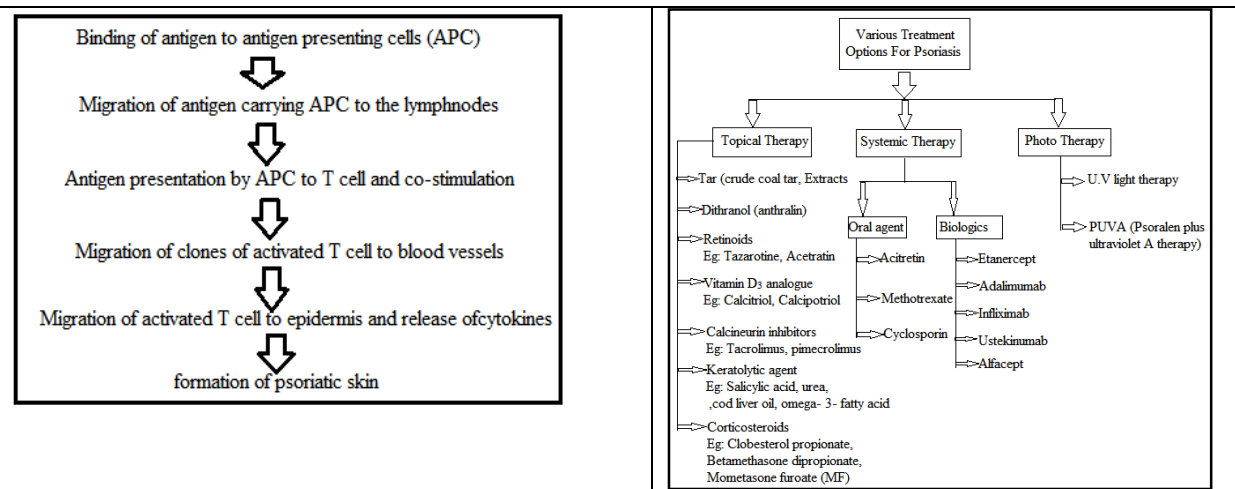 Binding of antigen to antigen presenting cells (APC)
Migration of antigen carrying APC to the lymphnodes
Antigen presentation by APC to T cell and co-stimulation
Migration of clones of activated T cell to blood vessels
Migration of activated T cell to epidermis and release ofcytokines
formation of psoriatic skin
Various Treatment
Options For Psoriasis
Topical Therapy
Tar (crude coal tar, Extracts
Dithranol (anthralin)
Retinoids
Eg: Tazarotine, Acetratin
Vitamin D3 analogue
Eg: Calcitriol, Calcipotriol
Calcineurin inhibitors
Eg: Tacrolimus, pimecrolimus
Keratolytic agent
Eg: Salicylic acid, urea,
,cod liver oil, omega- 3- fatty acid
Corticosteroids
Eg: Clobesterol propionate,
Betamethasone dipropionate,
Mometasone furoate (MF)
Systemic Therapy
Oral agent
Acitretin
Methotrexate
Cyclosporin
Biologics
Etanercept
Adalimumab
Infliximab
Ustekinumab
Alfacept
Photo Therapy
U.V light therapy
PUVA (Psoralen plus
ultraviolet A therapy)